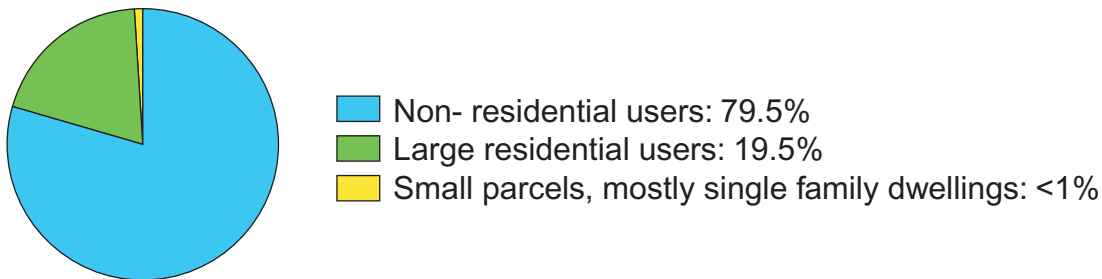 Non- residential users: 79.5%
Large residential users: 19.5%
Small parcels, mostly single family dwellings: <1%